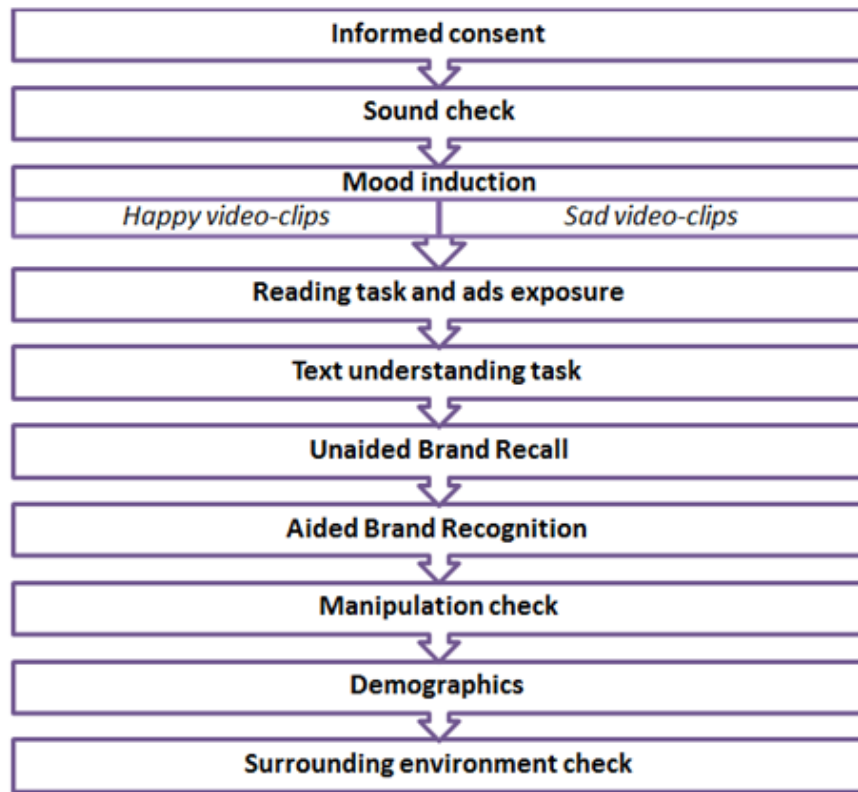 Informed consent
Sound check
Mood induction
Happy video-clips
Sad video-clips
Reading task and ads exposure
Text understanding task
Unaided Brand Recall
Aided Brand Recognition
Manipulation check
Demographics
Surrounding environment check